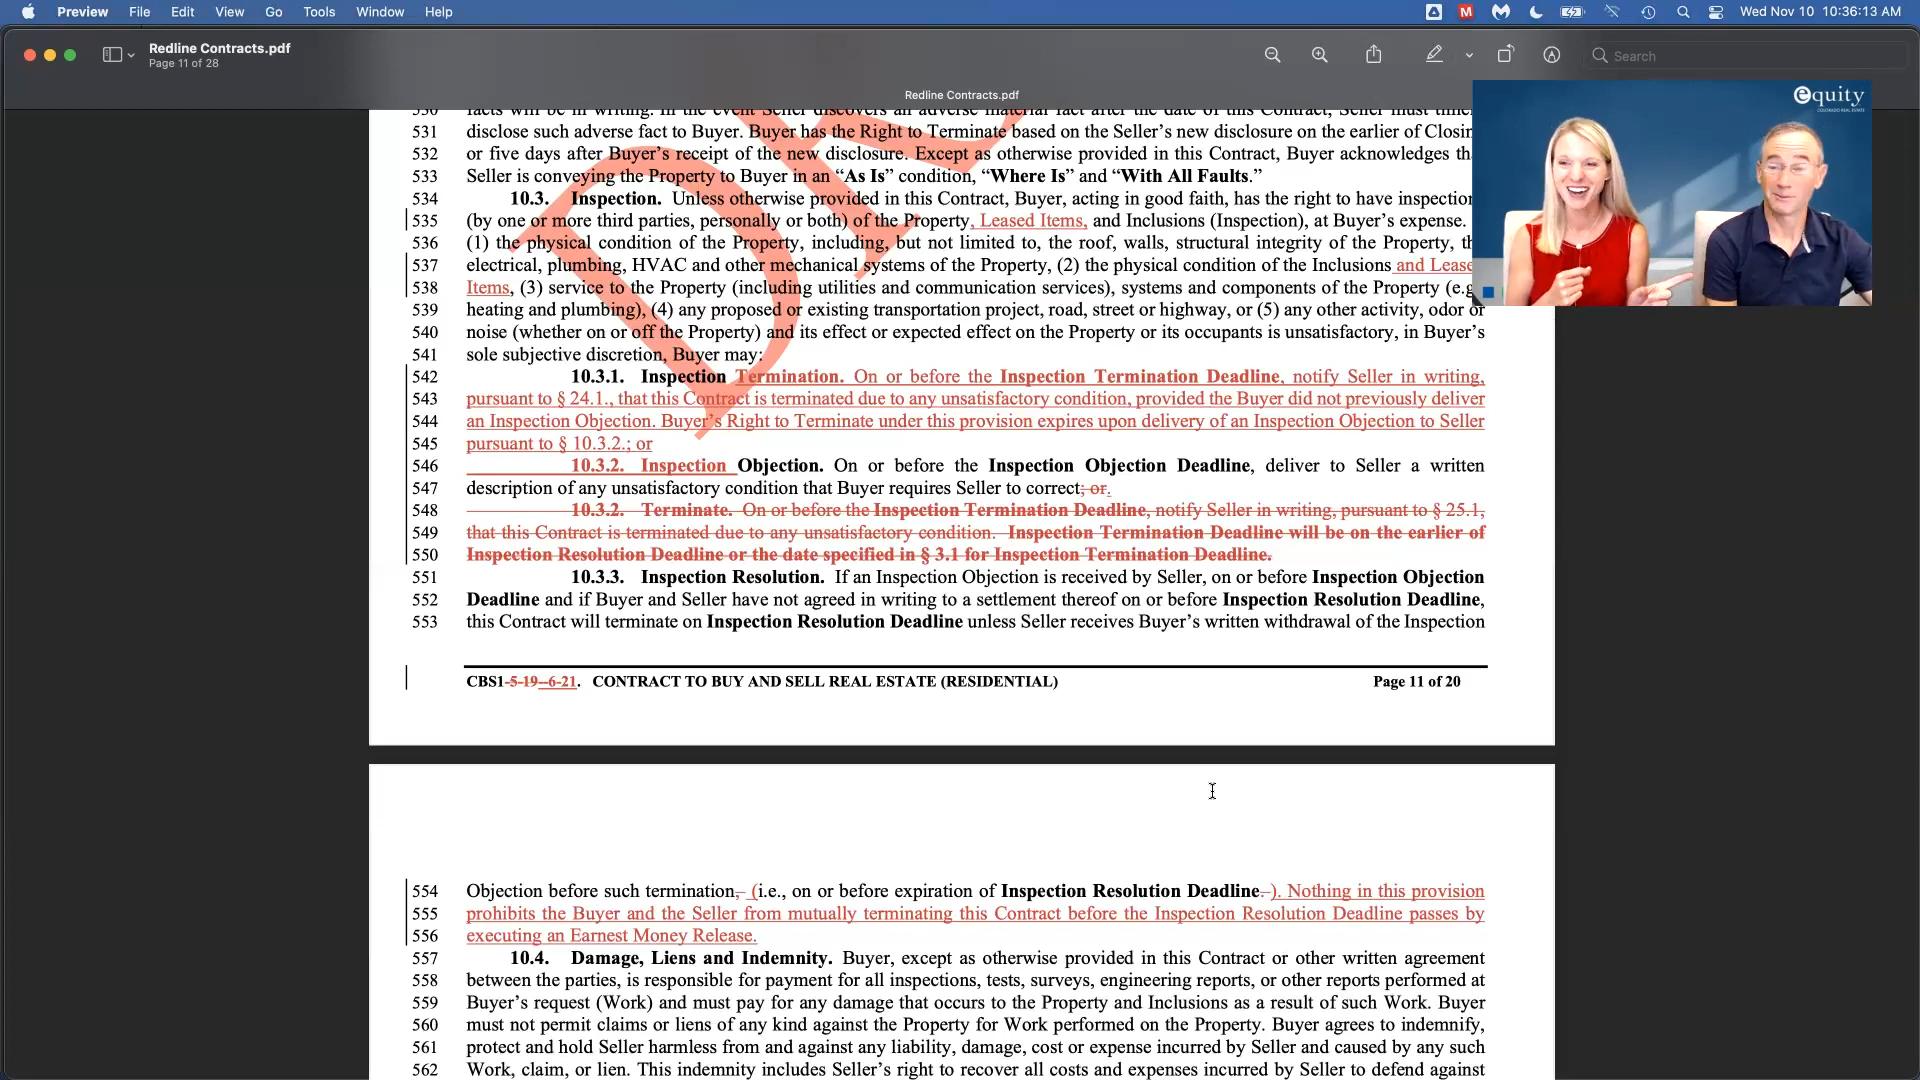 Preview File Edit View Go Tools Window Help
Wed Nov 10 10:36:13 AM
Redline Contracts.pdf
Page 11 of 28
Search
Redline Contracts.pdf
equity
COLORADO REAL ESTATE
530 facts will be in writing. In the event Seller discovers an adverse material fact after the date of this Contract, Seller must
531 disclose such adverse fact to Buyer. Buyer has the Right to Terminate based on the Seller’s new disclosure on the earlier of Closin
532 or five days after Buyer’s receipt of the new disclosure. Except as otherwise provided in this Contract, Buyer acknowledges th
533 Seller is conveying the Property to Buyer in an “As Is” condition, “Where Is” and “With All Faults.”
534 10.3. Inspection. Unless otherwise provided in this Contract, Buyer, acting in good faith, has the right to have inspection
535 (by one or more third parties, personally or both) of the Property, Leased Items, and Inclusions (Inspection), at Buyer’s expense.
536 (1) the physical condition of the Property, including, but not limited to, the roof, walls, structural integrity of the Property, th
537 electrical, plumbing, HVAC and other mechanical systems of the Property, (2) the physical condition of the Inclusions and Lease
538 Items, (3) service to the Property (including utilities and communication services), systems and components of the Property (e.g
539 heating and plumbing), (4) any proposed or existing transportation project, road, street or highway, or (5) any other activity, odor or
540 noise (whether on or off the Property) and its effect or expected effect on the Property or its occupants is unsatisfactory, in Buyer’s
541 sole subjective discretion, Buyer may:
542 10.3.1. Inspection Termination. On or before the Inspection Termination Deadline, notify Seller in writing,
543 pursuant to § 24.1., that this Contract is terminated due to any unsatisfactory condition, provided the Buyer did not previously deliver
544 an Inspection Objection. Buyer’s Right to Terminate under this provision expires upon delivery of an Inspection Objection to Seller
545 pursuant to § 10.3.2.; or
546 10.3.2. Inspection Objection. On or before the Inspection Objection Deadline, deliver to Seller a written
547 description of any unsatisfactory condition that Buyer requires Seller to correct; or.
548 10.3.2. Terminate. On or before the Inspection Termination Deadline, notify Seller in writing, pursuant to § 25.1,
549 that this Contract is terminated due to any unsatisfactory condition. Inspection Termination Deadline will be on the earlier of
550 Inspection Resolution Deadline or the date specified in § 3.1 for Inspection Termination Deadline.
551 10.3.3. Inspection Resolution. If an Inspection Objection is received by Seller, on or before Inspection Objection
552 Deadline and if Buyer and Seller have not agreed in writing to a settlement thereof on or before Inspection Resolution Deadline,
553 this Contract will terminate on Inspection Resolution Deadline unless Seller receives Buyer’s written withdrawal of the Inspection
CBS1-5-19--6-21. CONTRACT TO BUY AND SELL REAL ESTATE (RESIDENTIAL) Page 11 of 20
554 Objection before such termination, (i.e., on or before expiration of Inspection Resolution Deadline. ). Nothing in this provision
555 prohibits the Buyer and the Seller from mutually terminating this Contract before the Inspection Resolution Deadline passes by
556 executing an Earnest Money Release.
557 10.4. Damage, Liens and Indemnity. Buyer, except as otherwise provided in this Contract or other written agreement
558 between the parties, is responsible for payment for all inspections, tests, surveys, engineering reports, or other reports performed at
559 Buyer’s request (Work) and must pay for any damage that occurs to the Property and Inclusions as a result of such Work. Buyer
560 must not permit claims or liens of any kind against the Property for Work performed on the Property. Buyer agrees to indemnify,
561 protect and hold Seller harmless from and against any liability, damage, cost or expense incurred by Seller and caused by any such
562 Work, claim, or lien. This indemnity includes Seller’s right to recover all costs and expenses incurred by Seller to defend against